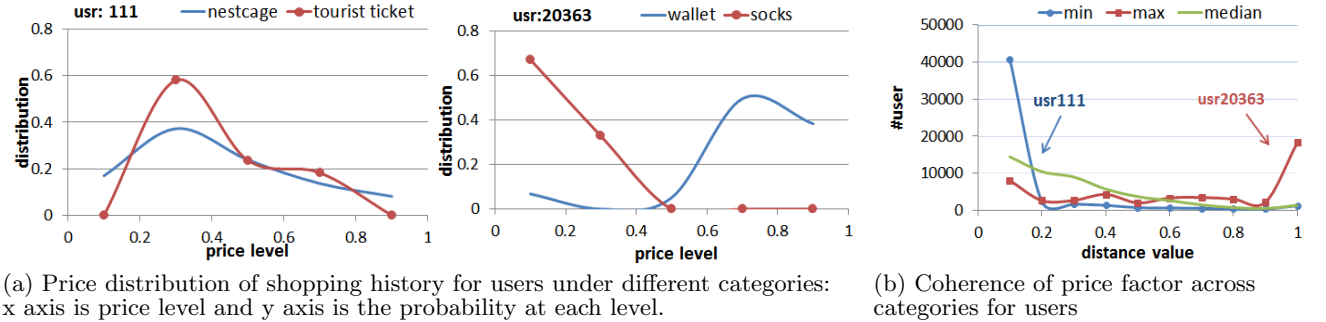 usr: 111
nestcage
tourist ticket
0.8
0.6
0.4
0.2
0
distribution
0 0.2 0.4 0.6 0.8 1
price level
usr:20363
wallet
socks
0.8
0.6
0.4
0.2
0
distribution
0 0.2 0.4 0.6 0.8 1
price level
(a) Price distribution of shopping history for users under different categories:
x axis is price level and y axis is the probability at each level.
min max median
50000
40000
30000
20000
10000
0
#user
usr111
usr20363
0 0.2 0.4 0.6 0.8 1
distance value
(b) Coherence of price factor across
categories for users